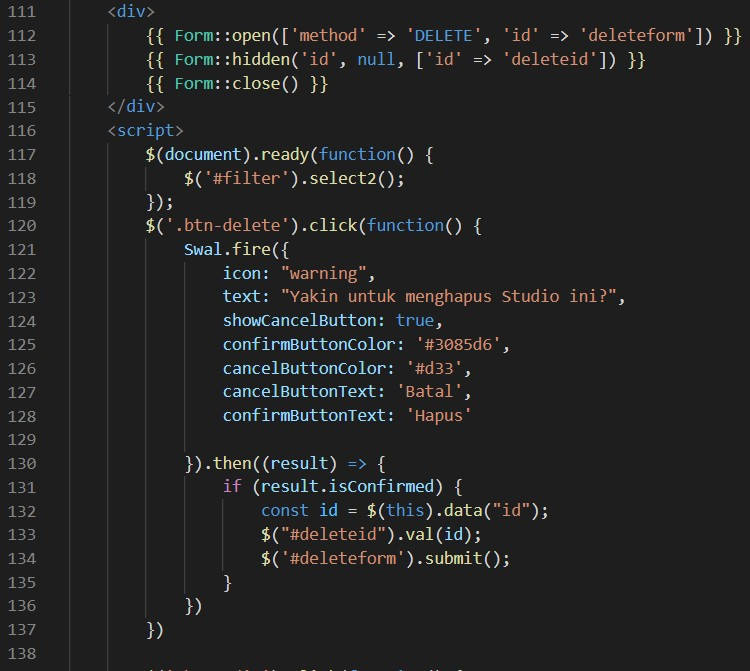 111 <div>
112 {{ Form::open(['method' => 'DELETE', 'id' => 'deleteform']) }}
113 {{ Form::hidden('id', null, ['id' => 'deleteid']) }}
114 {{ Form::close() }}
115 </div>
116 <script>
117 $(document).ready(function() {
118 $('#filter').select2();
119 });
120 $('.btn-delete').click(function() {
121 Swal.fire({
122 icon: "warning",
123 text: "Yakin untuk menghapus Studio ini?",
124 showCancelButton: true,
125 confirmButtonColor: '#3085d6',
126 cancelButtonColor: '#d33',
127 cancelButtonText: 'Batal',
128 confirmButtonText: 'Hapus'
129
130 }).then((result) => {
131 if (result.isConfirmed) {
132 const id = $(this).data("id");
133 $("#deleteid").val(id);
134 $('#deleteform').submit();
135 }
136 })
137 })
138